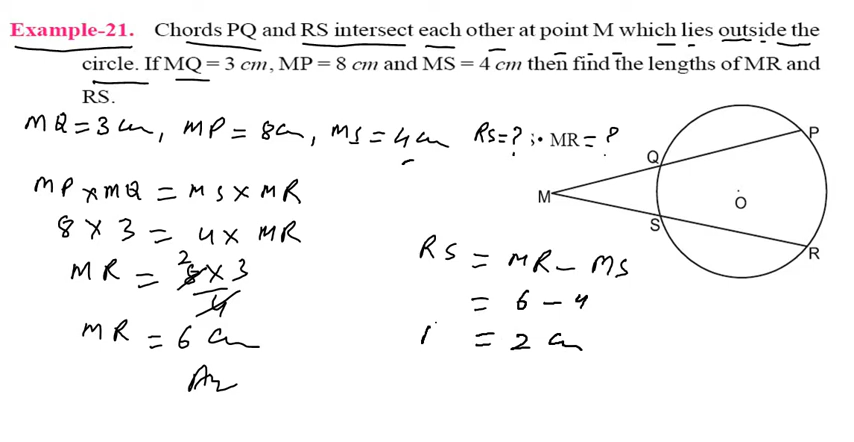 Example-21. Chords PQ and RS intersect each other at point M which lies outside the
circle. If MQ = 3 cm, MP = 8 cm and MS = 4 cm then find the lengths of MR and
RS.
MQ = 3 cm, MP = 8 cm, MS = 4 cm RS = ? ; • MR = ?
P
Q
M
O
S
R
MP × MQ = MS × MR
8 × 3 = 4 × MR
MR = 2 8 × 3
4
MR = 6 cm
RS = MR − MS
= 6 − 4
= 2 cm